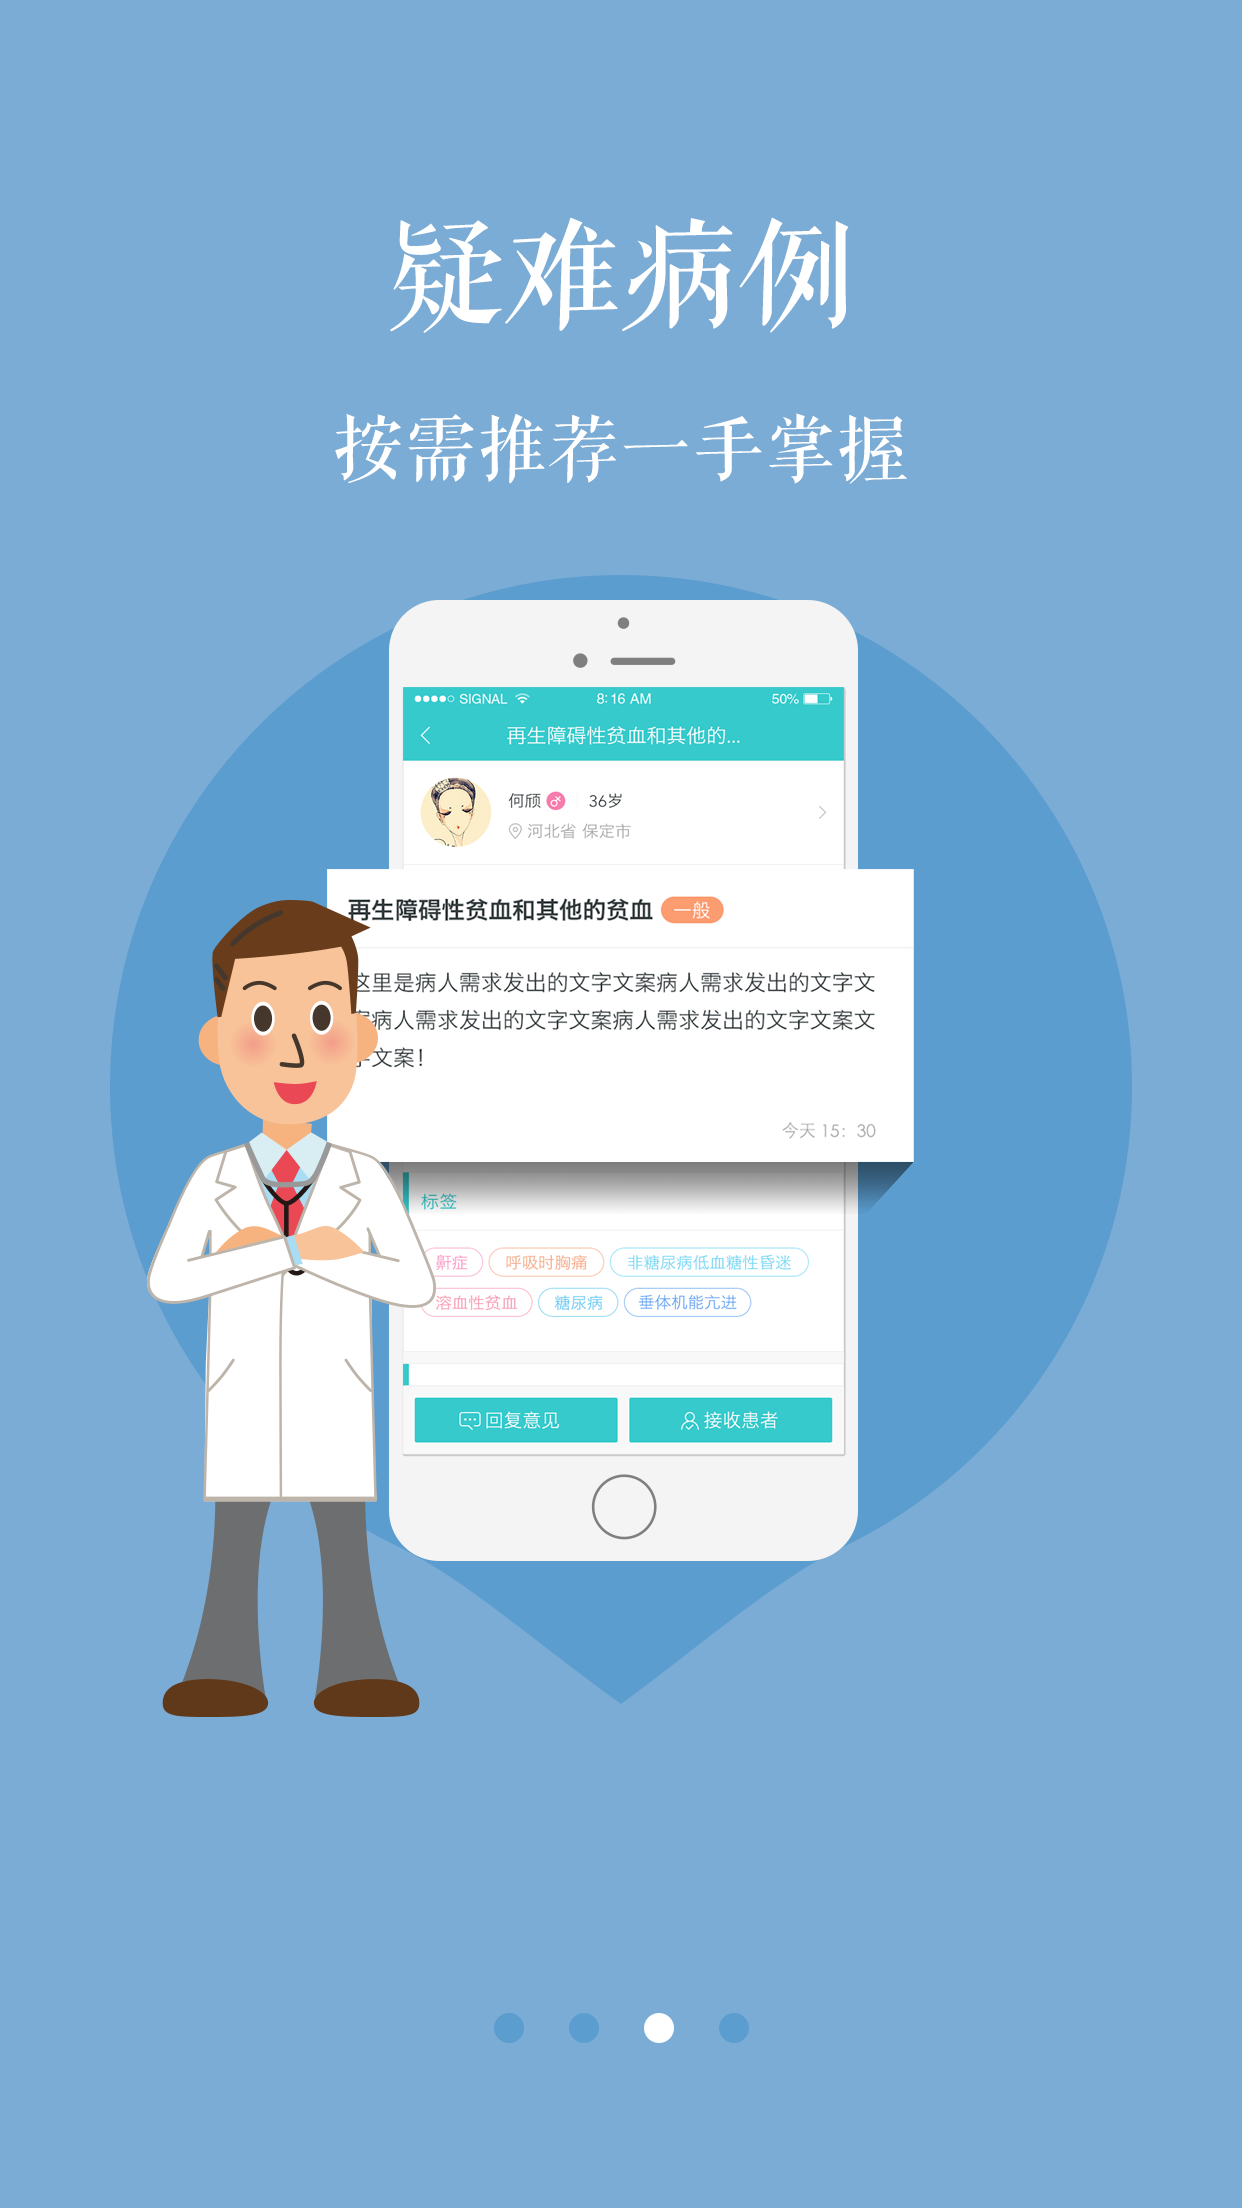 疑难病例
按需推荐一手掌握
SIGNAL 8:16 AM 50%
再生障碍性贫血和其他的...
何颀 36岁
河北省 保定市
再生障碍性贫血和其他的贫血 一般
这里是病人需求发出的文字文案病人需求发出的文字文
案病人需求发出的文字文案病人需求发出的文字文案文
字文案!
今天 15: 30
标签
鼾症 呼吸时胸痛 非糖尿病低血糖性昏迷
溶血性贫血 糖尿病 垂体机能亢进
回复意见 接收患者